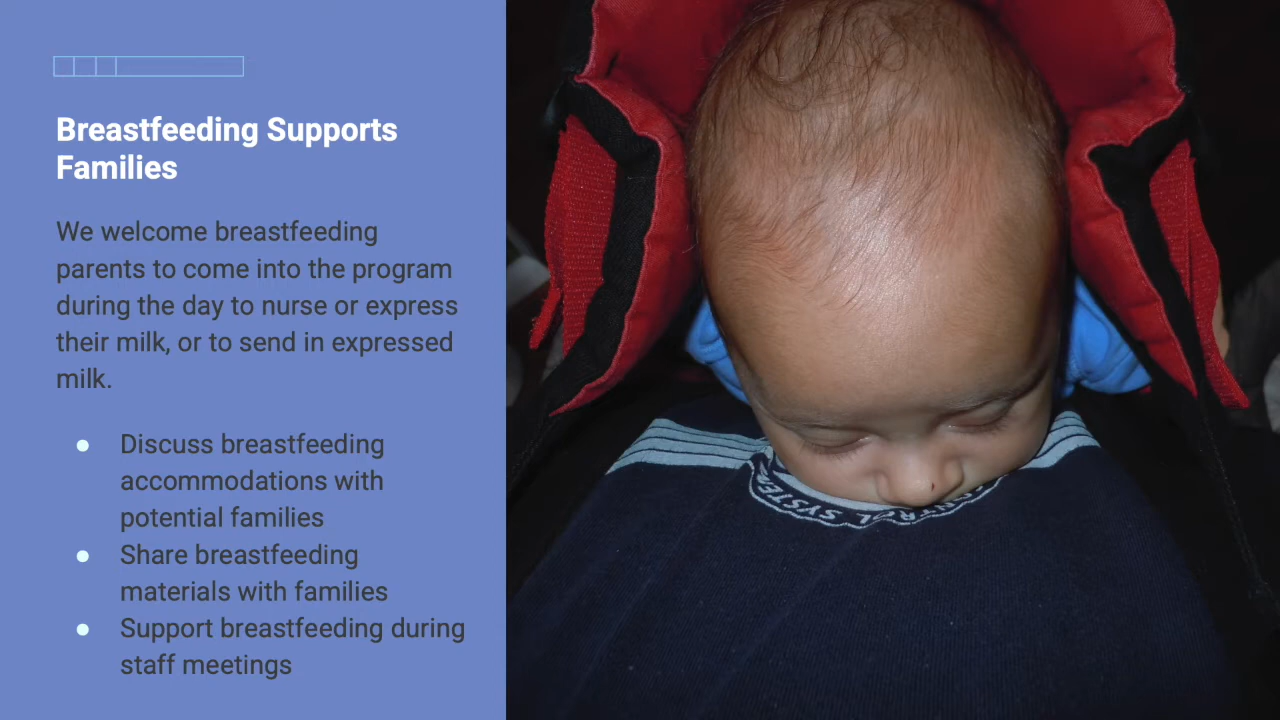 Breastfeeding Supports
Families
We welcome breastfeeding
parents to come into the program
during the day to nurse or express
their milk, or to send in expressed
milk.
Discuss breastfeeding
accommodations with
potential families
Share breastfeeding
materials with families
Support breastfeeding during
staff meetings
CONTROL SYSTEM